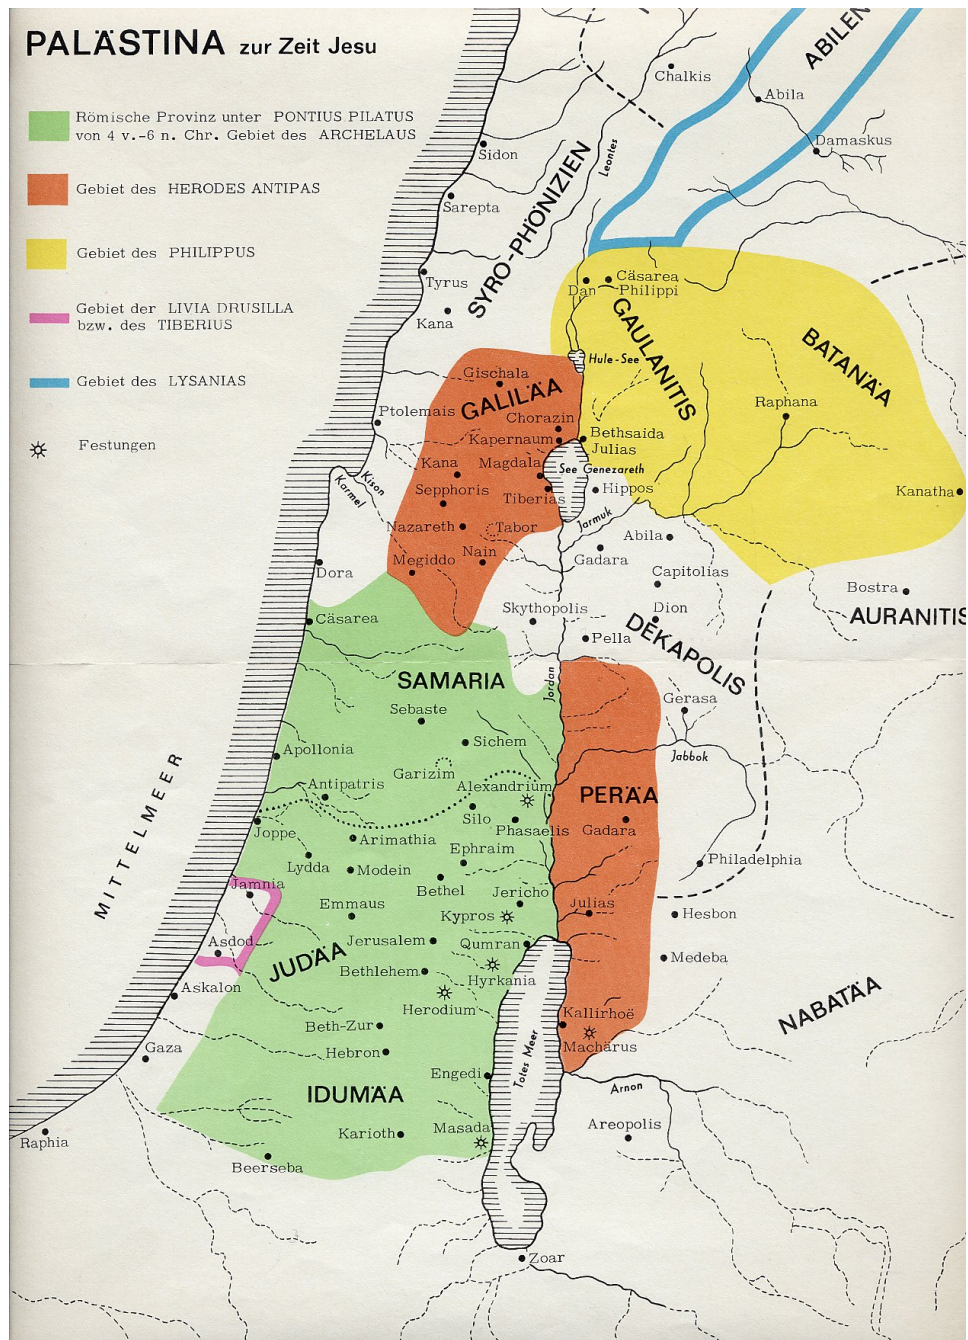 PALÄSTINA zur Zeit Jesu
Römische Provinz unter PONTIUS PILATUS
von 4 v.-6 n. Chr. Gebiet des ARCHELAUS
Gebiet des HERODES ANTIPAS
Gebiet des PHILIPPUS
Gebiet der LIVIA DRUSILLA
bzw. des TIBERIUS
Gebiet des LYSANIAS
Festungen
ABILEN
Chalkis
Abila
Damaskus
Sidon
Leontes
Sarepta
SYRO-PHÖNIZIEN
Tyrus
Kana
Dan
Cäsarea
Philippi
GAULANITIS
BATANÄA
Hule-See
Gischala
GALILÄA
Raphana
Ptolemais
Chorazin
Kapernaum
Bethsaida
Julias
Kana
Magdala
See Genezareth
Kison
Karmel
Sepphoris
Tiberias
Hippos
Kanatha
Nazareth
Tabor
Jarmuk
Abila
Nain
Gadara
Megiddo
Dora
Capitolias
Bostra
Skythopolis
Dion
AURANITIS
Cäsarea
DEKAPOLIS
Pella
Jordan
SAMARIA
Gerasa
Sebaste
Sichem
Jabbok
Apollonia
Garizim
Antipatris
Alexandrium
PERÄA
Silo
Joppe
Phasaelis
Gadara
Arimathia
Ephraim
Philadelphia
Lydda
Modein
MITTELMEER
Jamnia
Bethel
Jericho
Emmaus
Kypros
Julias
Hesbon
Asdod
Jerusalem
Qumran
JUDÄA
Medeba
Bethlehem
Hyrkania
Askalon
Herodium
NABATÄA
Kallirhoë
Beth-Zur
Totes Meer
Machärus
Gaza
Hebron
Engedi
Arnon
IDUMÄA
Areopolis
Raphia
Karioth
Masada
Beerseba
Zoar